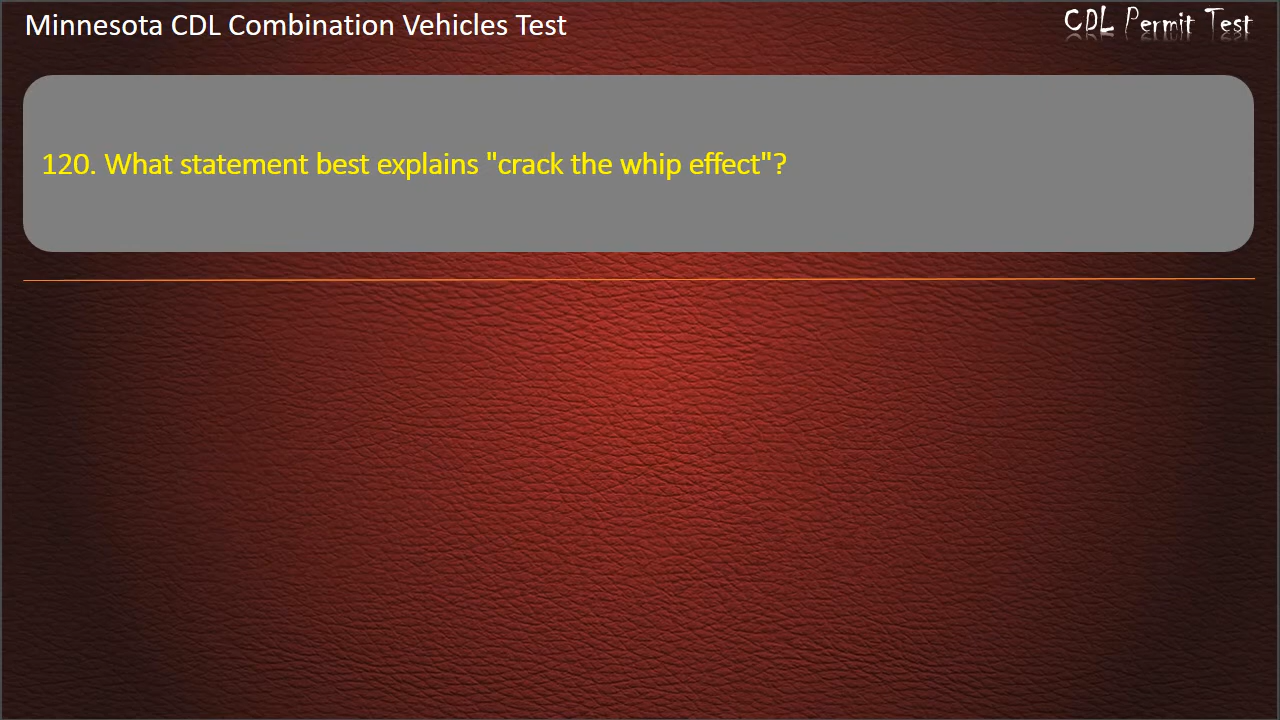 Minnesota CDL Combination Vehicles Test
CDL Permit Test
120. What statement best explains "crack the whip effect"?